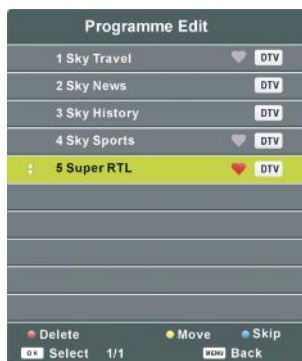 Programme Edit
1 Sky Travel DTV
2 Sky News DTV
3 Sky History DTV
4 Sky Sports DTV
5 Super RTL DTV
Delete Move Skip
OK Select 1/1 MENU Back